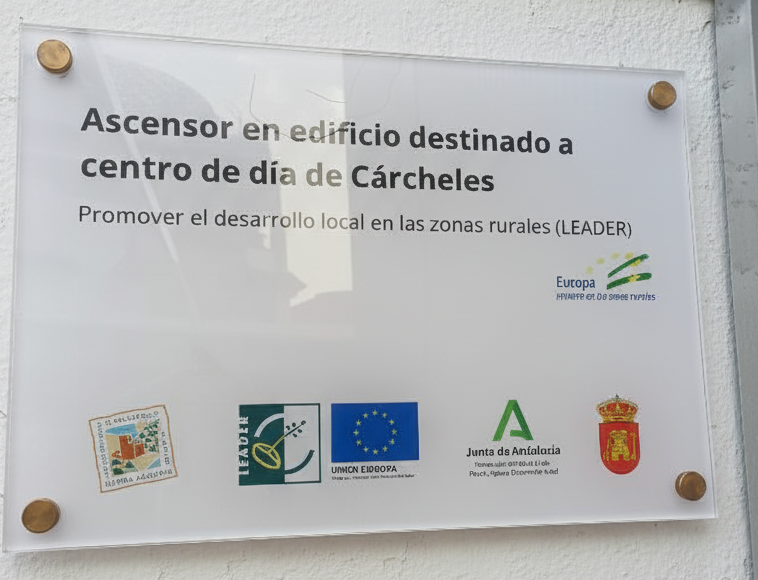 Ascensor en edificio destinado a
centro de día de Cárcheles
Promover el desarrollo local en las zonas rurales (LEADER)
Europa
LEADER
Junta de